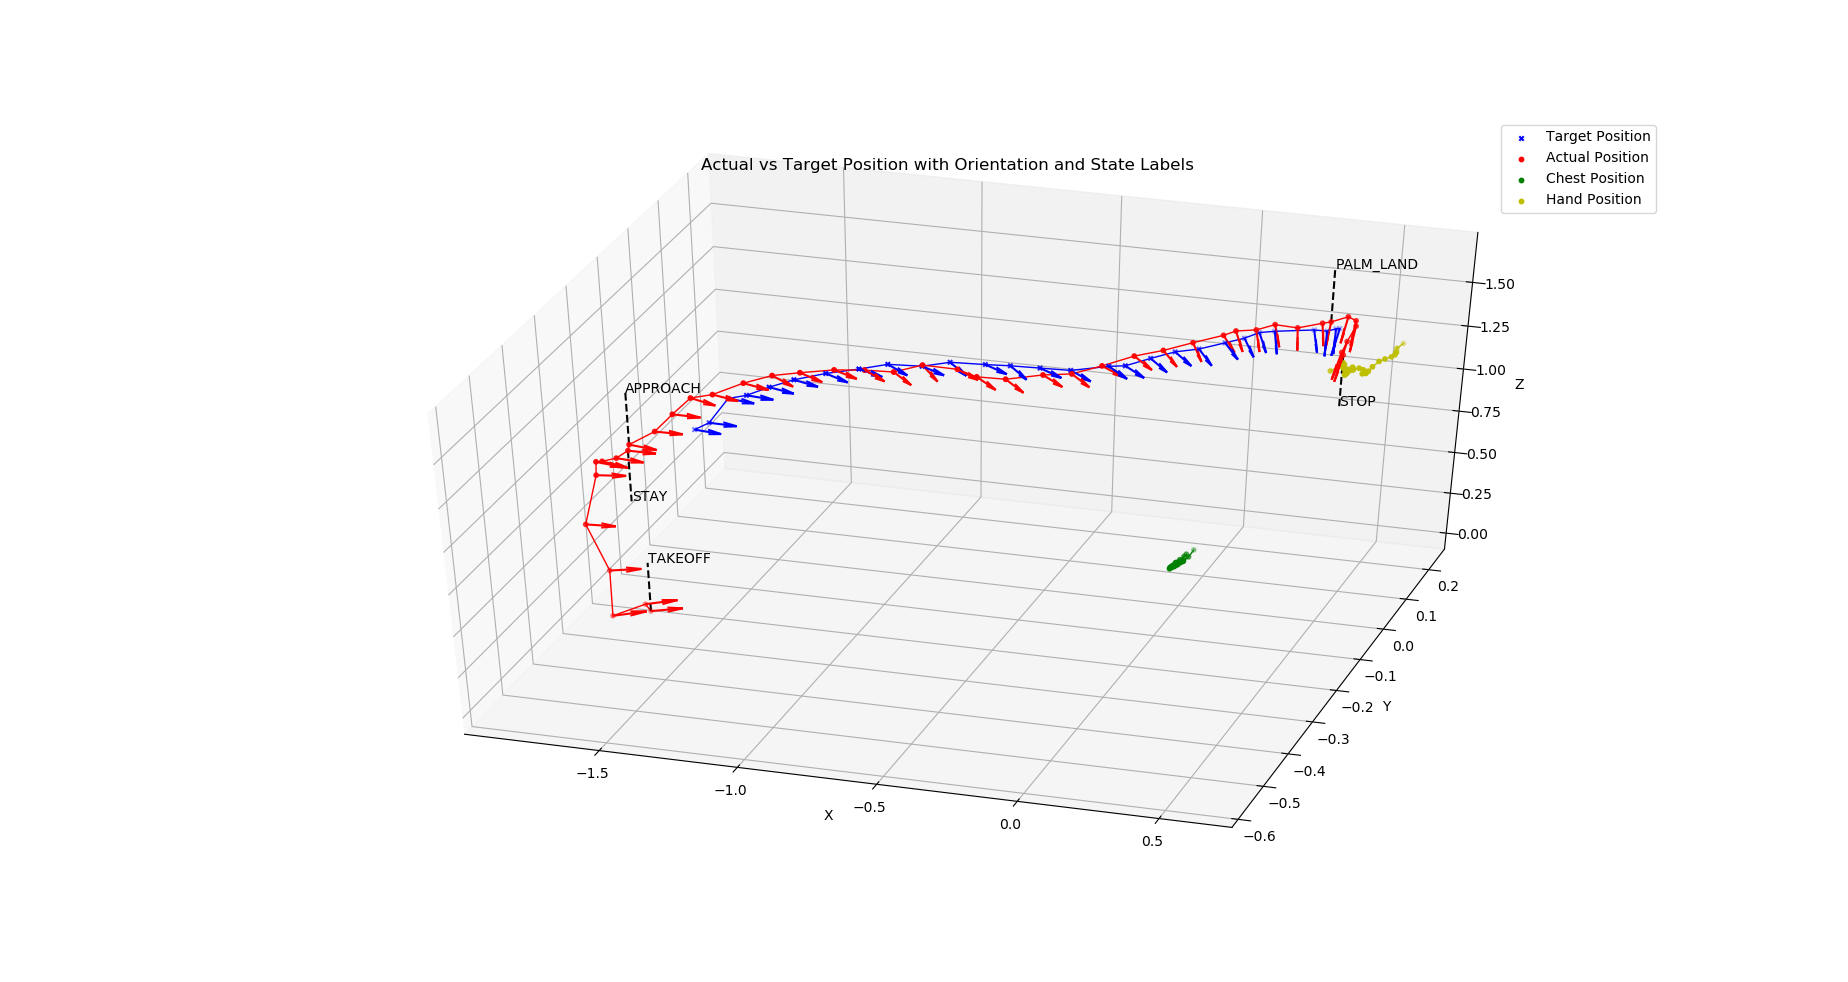 Actual vs Target Position with Orientation and State Labels
Target Position
Actual Position
Chest Position
Hand Position
PALM_LAND
STOP
APPROACH
STAY
TAKEOFF
1.50
1.25
1.00
Z
0.75
0.50
0.25
0.00
0.2
0.1
0.0
−0.1
−0.2
Y
−0.3
−0.4
−0.5
−0.6
−1.5
−1.0
−0.5
0.0
0.5
X